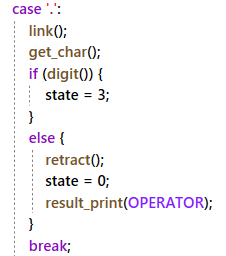 case '.':
link();
get_char();
if (digit()) {
state = 3;
}
else {
retract();
state = 0;
result_print(OPERATOR);
}
break;